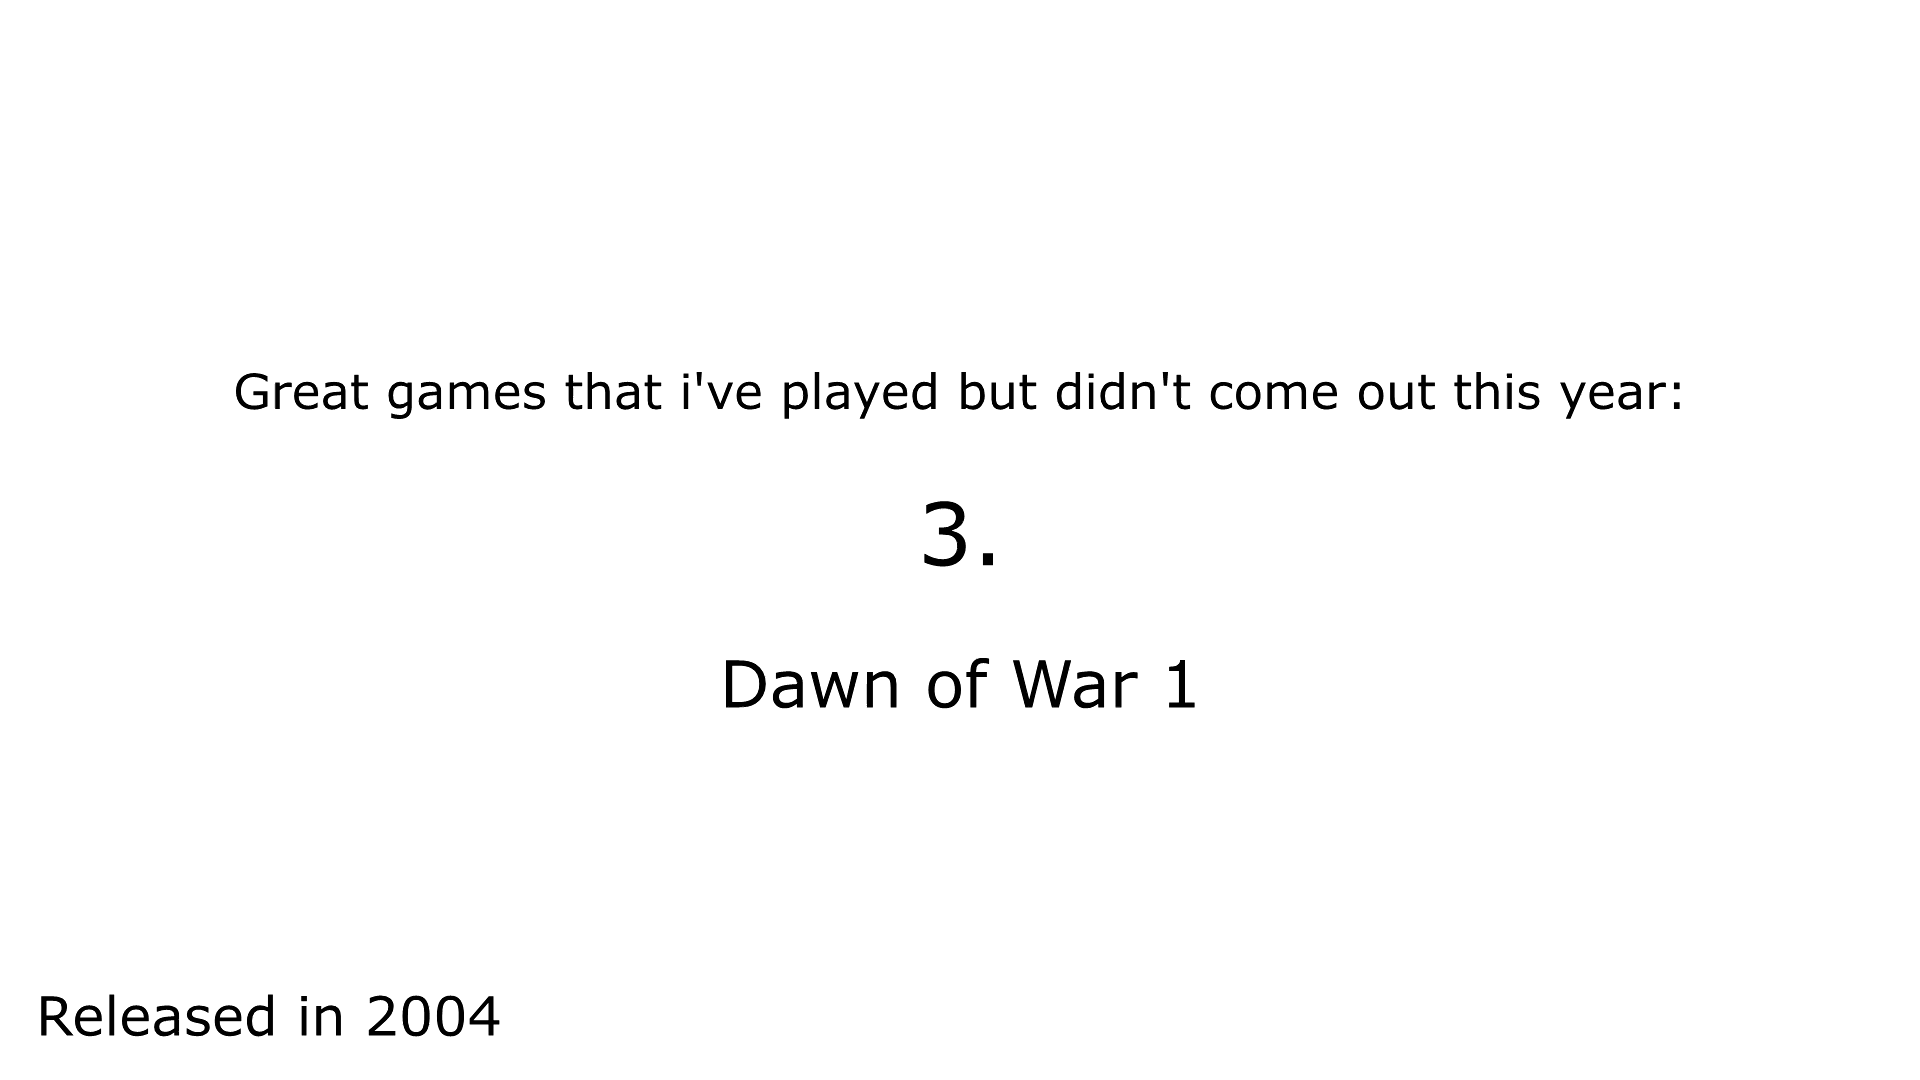 Great games that i've played but didn't come out this year:
3.
Dawn of War 1
Released in 2004